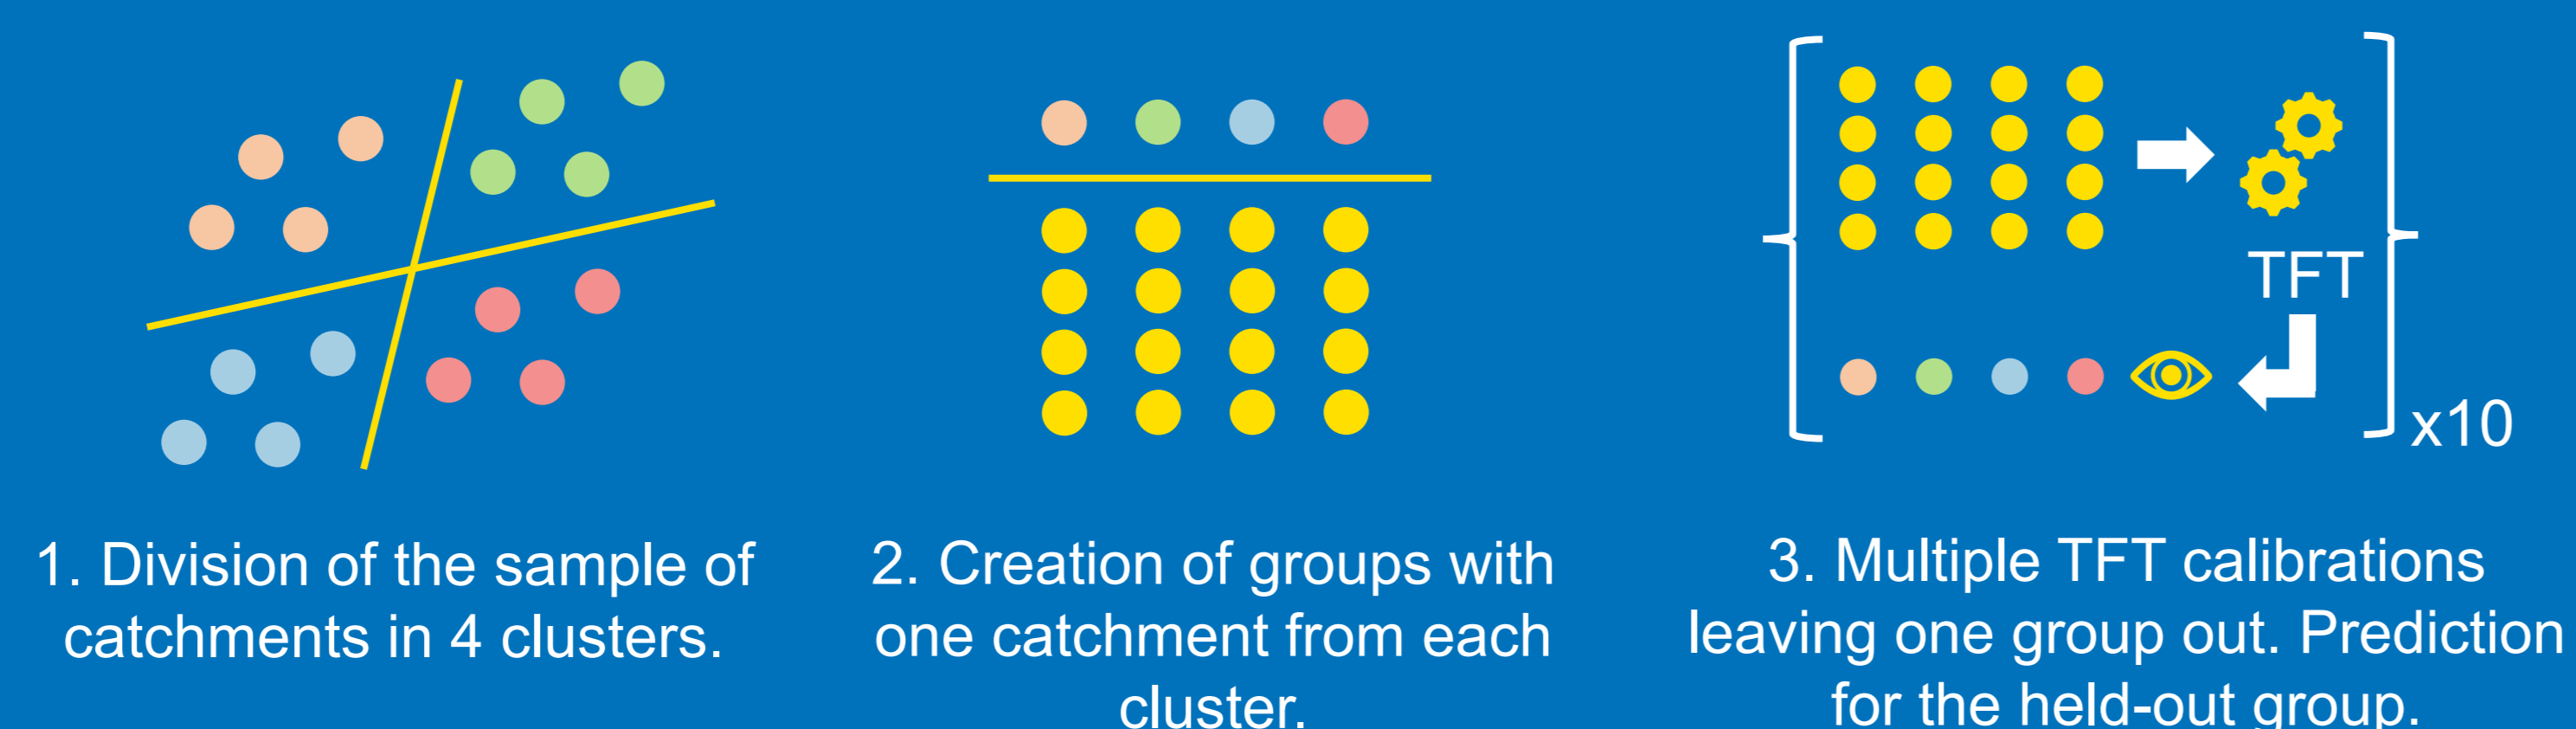 TFT
x10
1. Division of the sample of
catchments in 4 clusters.
2. Creation of groups with
one catchment from each
cluster.
3. Multiple TFT calibrations
leaving one group out. Prediction
for the held-out group.